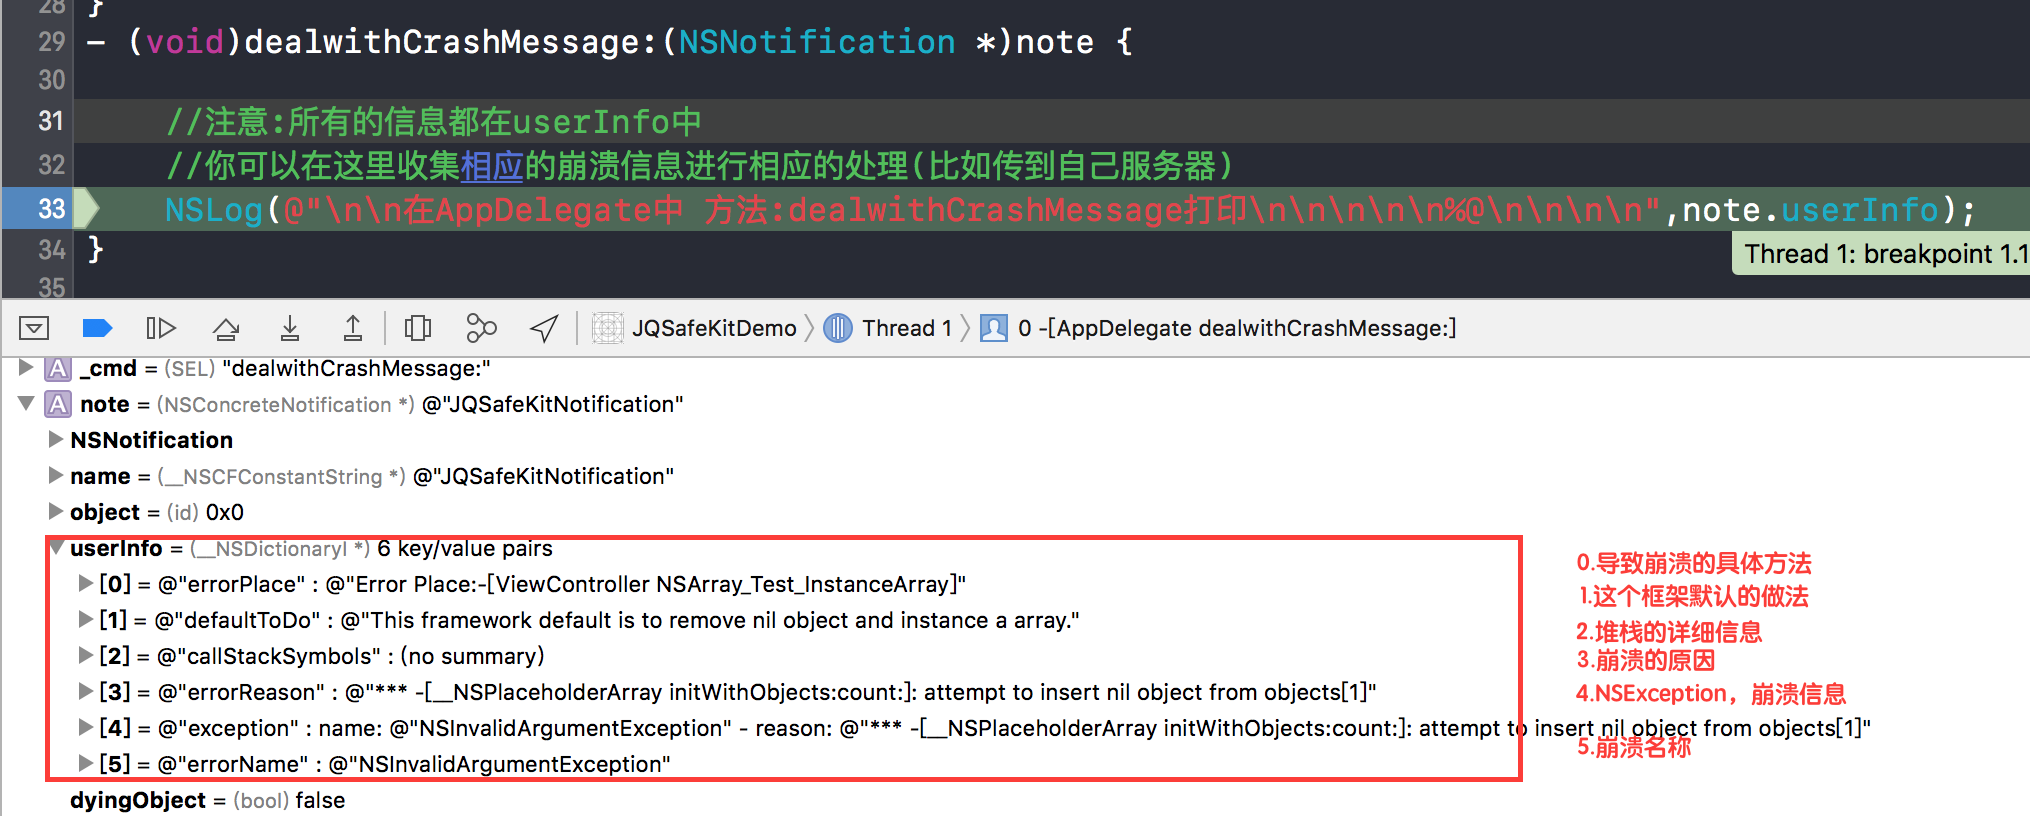 28 }
29 - (void)dealwithCrashMessage:(NSNotification *)note {
30
31 //注意:所有的信息都在userInfo中
32 //你可以在这里收集相应的崩溃信息进行相应的处理(比如传到自己服务器)
33 NSLog(@"\n\n在AppDelegate中 方法:dealwithCrashMessage打印\n\n\n\n\n%@\n\n\n\n",note.userInfo);
34 }
Thread 1: breakpoint 1.1
35
JQSafeKitDemo Thread 1 0 -[AppDelegate dealwithCrashMessage:]
A _cmd = (SEL) "dealwithCrashMessage:"
A note = (NSConcreteNotification *) @"JQSafeKitNotification"
NSNotification
name = (__NSCFConstantString *) @"JQSafeKitNotification"
object = (id) 0x0
userInfo = (__NSDictionaryI *) 6 key/value pairs
[0] = @"errorPlace" : @"Error Place:-[ViewController NSArray_Test_InstanceArray]"
[1] = @"defaultToDo" : @"This framework default is to remove nil object and instance a array."
[2] = @"callStackSymbols" : (no summary)
[3] = @"errorReason" : @"*** -[__NSPlaceholderArray initWithObjects:count:]: attempt to insert nil object from objects[1]"
[4] = @"exception" : name: @"NSInvalidArgumentException" - reason: @"*** -[__NSPlaceholderArray initWithObjects:count:]: attempt to insert nil object from objects[1]"
[5] = @"errorName" : @"NSInvalidArgumentException"
dyingObject = (bool) false
0.导致崩溃的具体方法
1.这个框架默认的做法
2.堆栈的详细信息
3.崩溃的原因
4.NSException，崩溃信息
5.崩溃名称